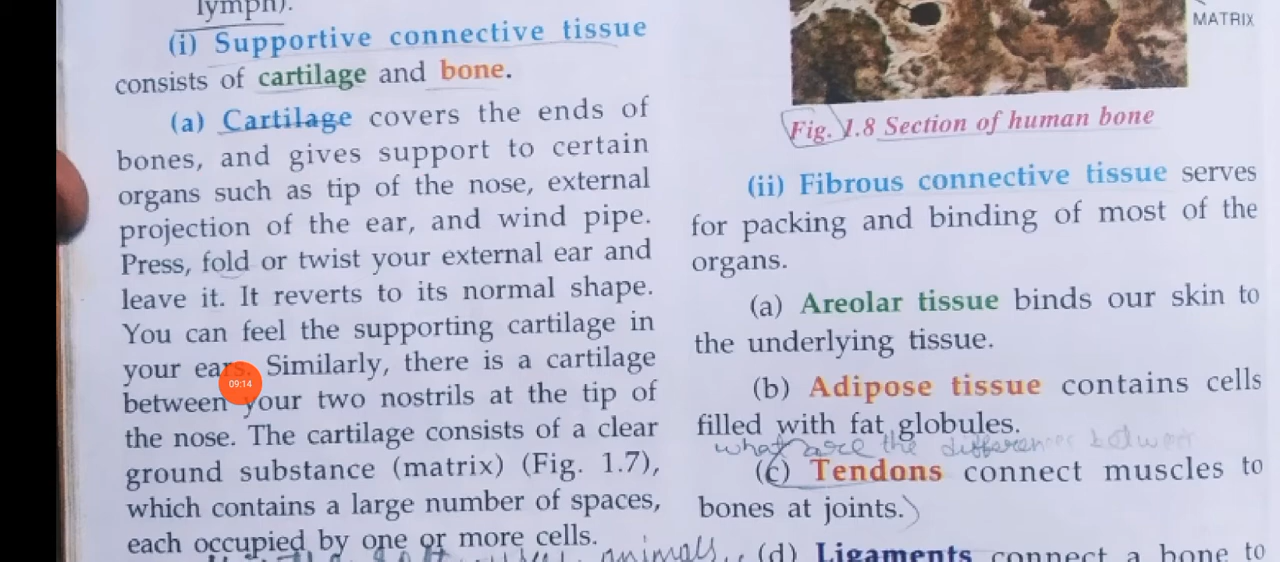 lymph).
(i) Supportive connective tissue
consists of cartilage and bone.
(a) Cartilage covers the ends of
bones, and gives support to certain
organs such as tip of the nose, external
projection of the ear, and wind pipe.
Press, fold or twist your external ear and
leave it. It reverts to its normal shape.
You can feel the supporting cartilage in
your ears. Similarly, there is a cartilage
09:14
between your two nostrils at the tip of
the nose. The cartilage consists of a clear
ground substance (matrix) (Fig. 1.7),
which contains a large number of spaces,
each occupied by one or more cells.
animals
MATRIX
Fig. 1.8 Section of human bone
(ii) Fibrous connective tissue serves
for packing and binding of most of the
organs.
(a) Areolar tissue binds our skin to
the underlying tissue.
(b) Adipose tissue contains cells
filled with fat globules.
what are the
(c) Tendons connect muscles to
bones at joints.
(d) Ligaments connect a bone to